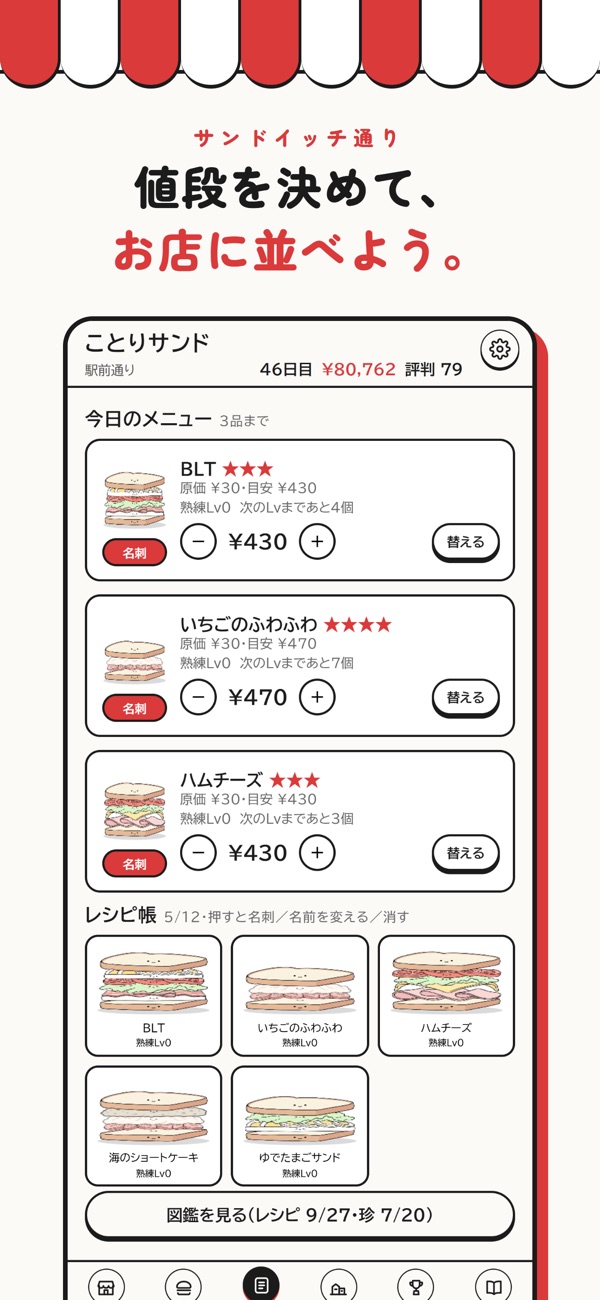 サンドイッチ通り
値段を決めて、
お店に並べよう。
ことりサンド
駅前通り
46日目 ¥80,762 評判 79
今日のメニュー 3品まで
BLT ★★★
原価 ¥30・目安 ¥430
熟練Lv0 次のLvまであと4個
− ¥430 +
替える
名刺
いちごのふわふわ ★★★★
原価 ¥30・目安 ¥470
熟練Lv0 次のLvまであと7個
− ¥470 +
替える
名刺
ハムチーズ ★★★
原価 ¥30・目安 ¥430
熟練Lv0 次のLvまであと3個
− ¥430 +
替える
名刺
レシピ帳 5/12・押すと名刺／名前を変える／消す
BLT
熟練Lv0
いちごのふわふわ
熟練Lv0
ハムチーズ
熟練Lv0
海のショートケーキ
熟練Lv0
ゆでたまごサンド
熟練Lv0
図鑑を見る(レシピ 9/27・珍 7/20)